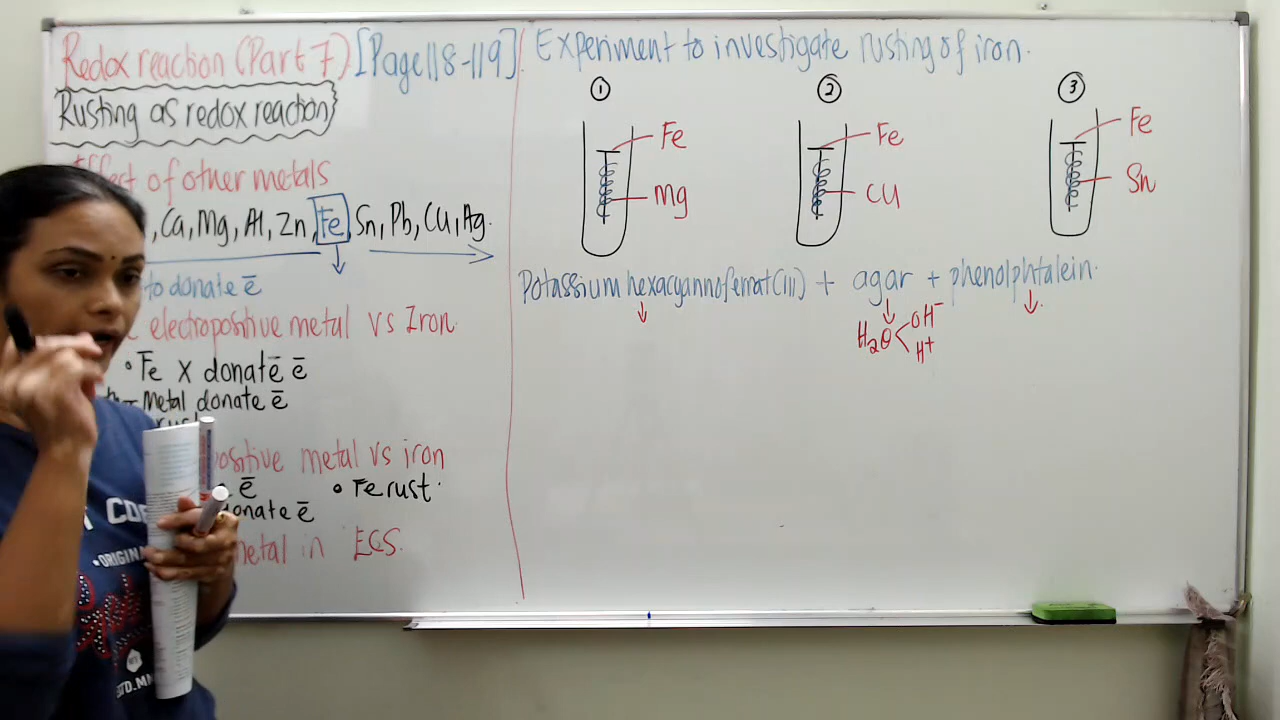 Redox reaction (Part 7) [Page 118-119]
Rusting as redox reaction
Effect of other metals
, Ca, Mg, Al, Zn, Fe, Sn, Pb, Cu, Ag.
to donate ē
electropositive metal vs Iron.
• Fe x donate ē ē
Metal donate ē
metal vs iron
ē • Fe rust.
donate ē
metal in ECS.
Experiment to investigate rusting of iron.
1 2 3
Fe Fe Fe
Mg Cu Sn
Potassium hexacyannoferrat(III) + agar + phenolphtalein.
H₂O OH⁻
H⁺
ORIGINA